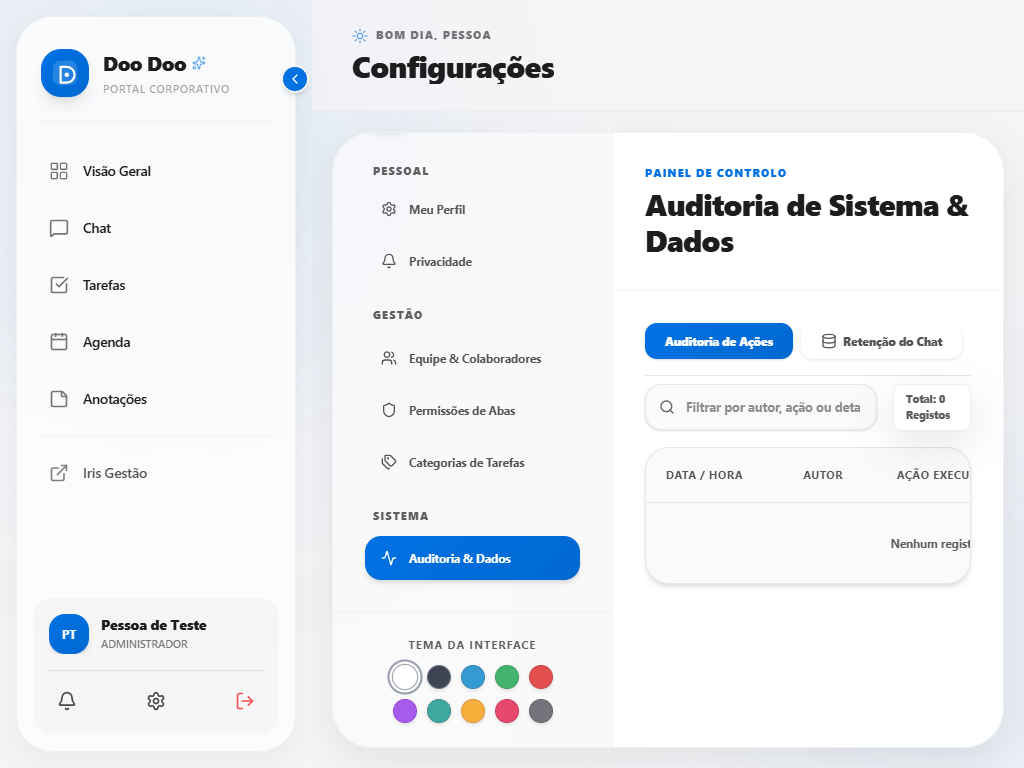 Doo Doo
PORTAL CORPORATIVO
Visão Geral
Chat
Tarefas
Agenda
Anotações
Iris Gestão
PT
Pessoa de Teste
ADMINISTRADOR
BOM DIA, PESSOA
Configurações
PESSOAL
Meu Perfil
Privacidade
GESTÃO
Equipe & Colaboradores
Permissões de Abas
Categorias de Tarefas
SISTEMA
Auditoria & Dados
TEMA DA INTERFACE
PAINEL DE CONTROLO
Auditoria de Sistema &
Dados
Auditoria de Ações
Retenção do Chat
Filtrar por autor, ação ou deta
Total: 0
Registos
DATA / HORA AUTOR AÇÃO EXECU
Nenhum regist